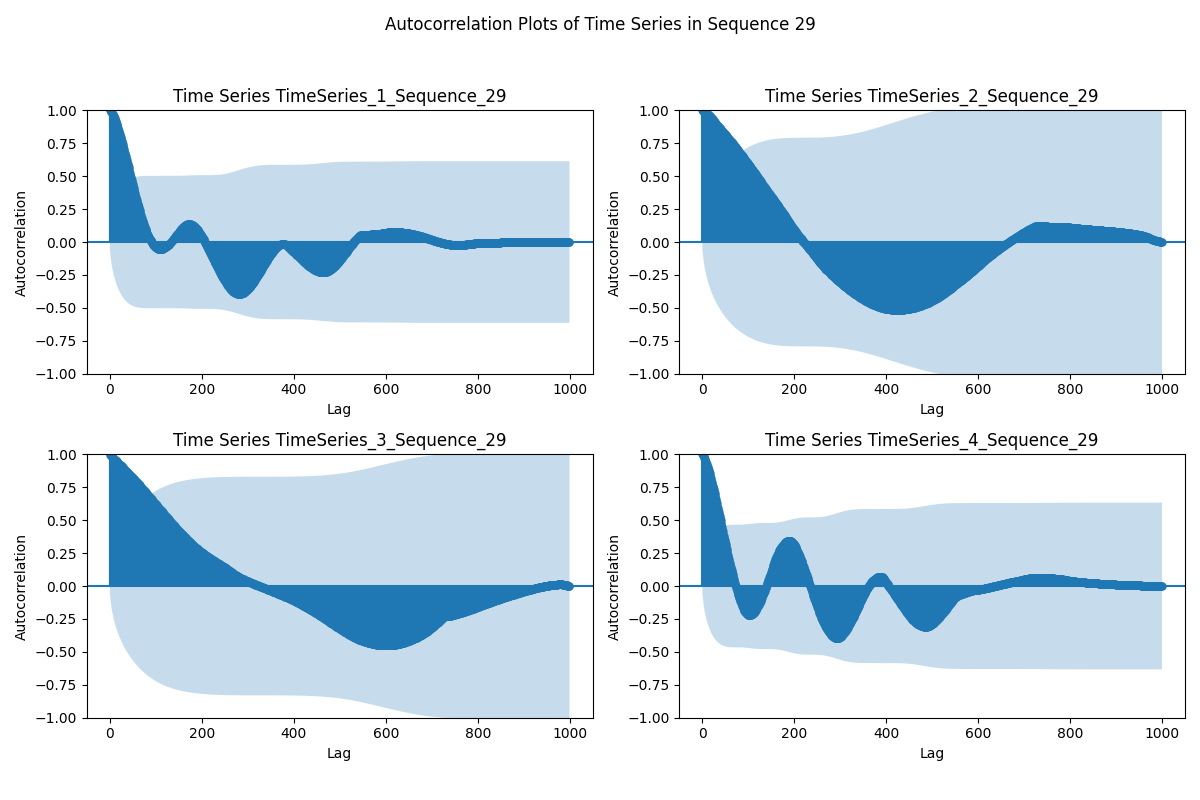 Autocorrelation Plots of Time Series in Sequence 29
Time Series TimeSeries_1_Sequence_29
1.00
0.75
0.50
0.25
0.00
−0.25
−0.50
−0.75
−1.00
Autocorrelation
0 200 400 600 800 1000
Lag
Time Series TimeSeries_2_Sequence_29
1.00
0.75
0.50
0.25
0.00
−0.25
−0.50
−0.75
−1.00
Autocorrelation
0 200 400 600 800 1000
Lag
Time Series TimeSeries_3_Sequence_29
1.00
0.75
0.50
0.25
0.00
−0.25
−0.50
−0.75
−1.00
Autocorrelation
0 200 400 600 800 1000
Lag
Time Series TimeSeries_4_Sequence_29
1.00
0.75
0.50
0.25
0.00
−0.25
−0.50
−0.75
−1.00
Autocorrelation
0 200 400 600 800 1000
Lag